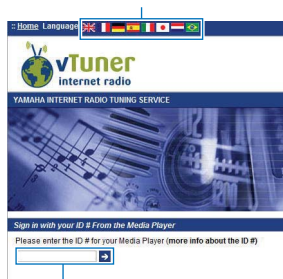 :: Home Language
vTuner
internet radio
YAMAHA INTERNET RADIO TUNING SERVICE
Sign in with your ID # From the Media Player
Please enter the ID # for your Media Player (more info about the ID #)